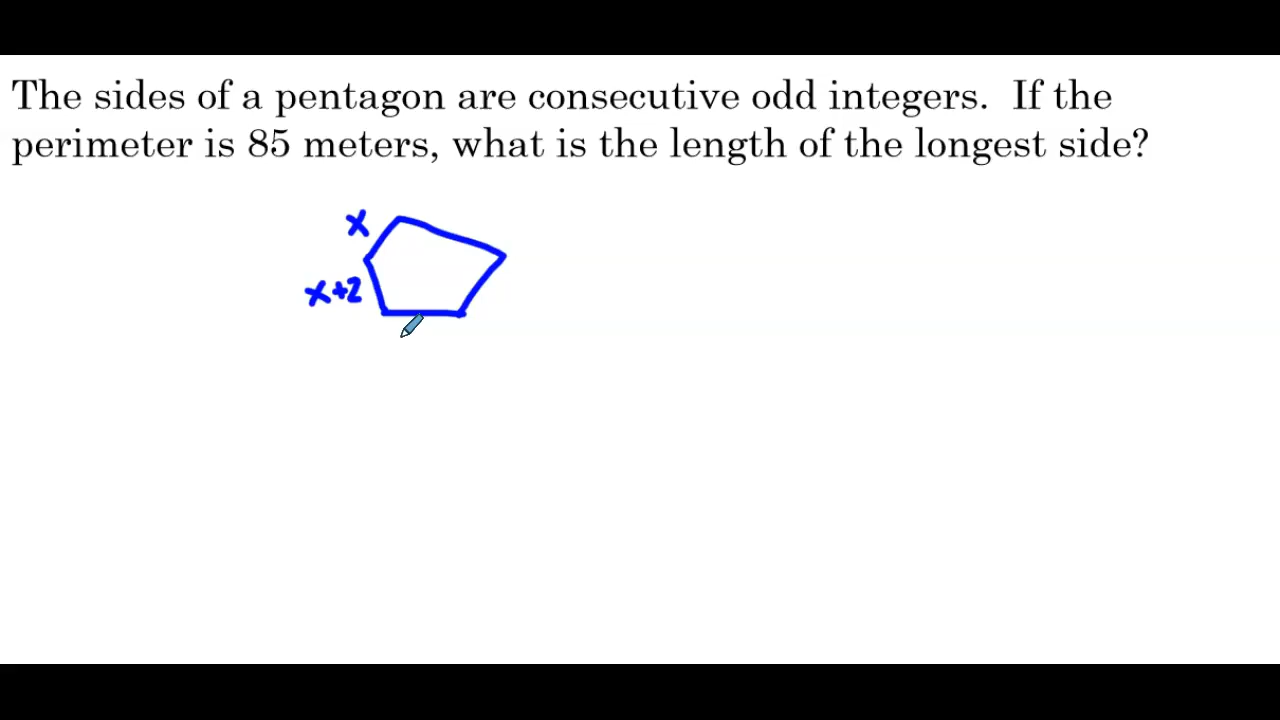 The sides of a pentagon are consecutive odd integers. If the
perimeter is 85 meters, what is the length of the longest side?
x
x+2